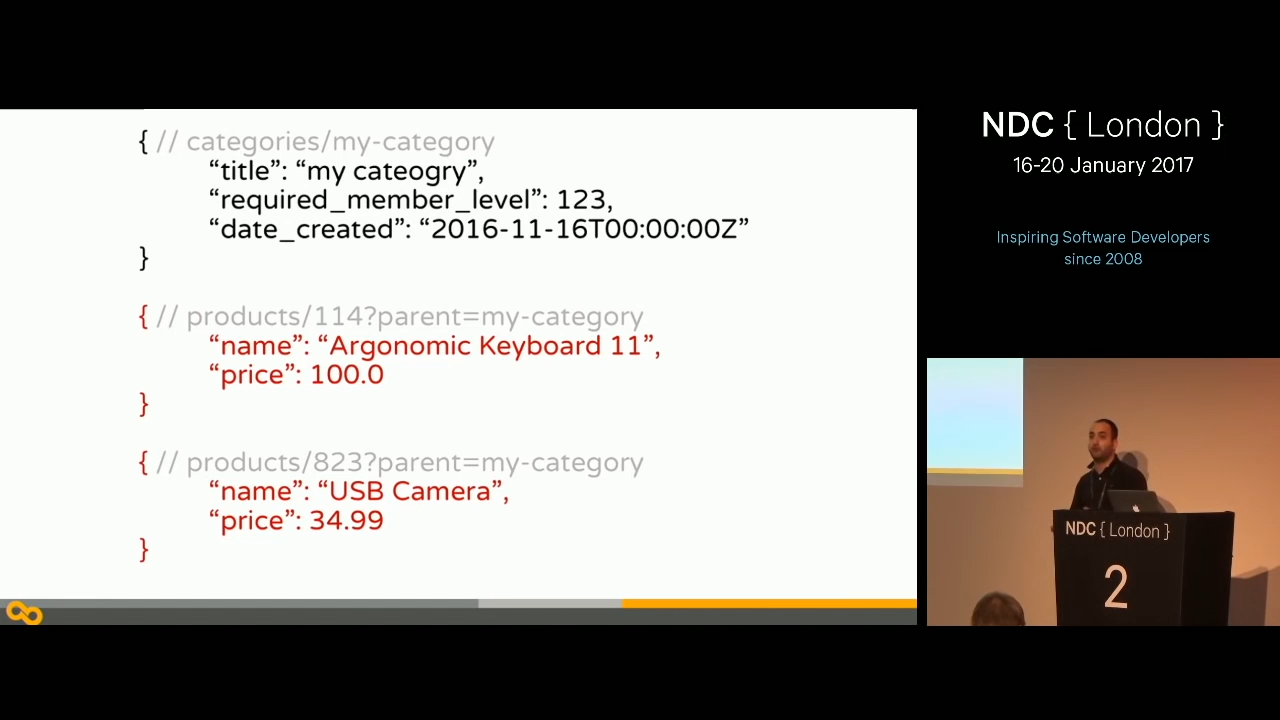 { // categories/my-category
“title”: “my cateogry”,
“required_member_level”: 123,
“date_created”: “2016-11-16T00:00:00Z”
}
{ // products/114?parent=my-category
“name”: “Argonomic Keyboard 11”,
“price”: 100.0
}
{ // products/823?parent=my-category
“name”: “USB Camera”,
“price”: 34.99
}
NDC { London }
16-20 January 2017
Inspiring Software Developers
since 2008
NDC { London }
2